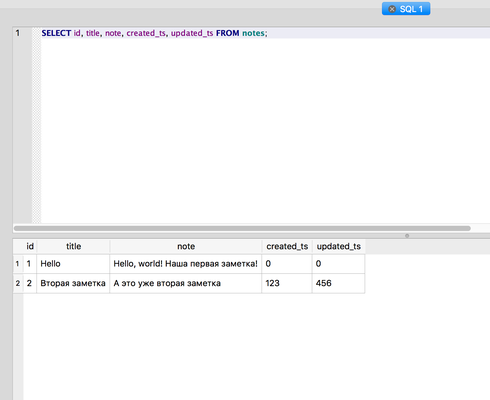 SQL 1
1 SELECT id, title, note, created_ts, updated_ts FROM notes;
id title note created_ts updated_ts
1 1 Hello Hello, world! Наша первая заметка! 0 0
2 2 Вторая заметка А это уже вторая заметка 123 456